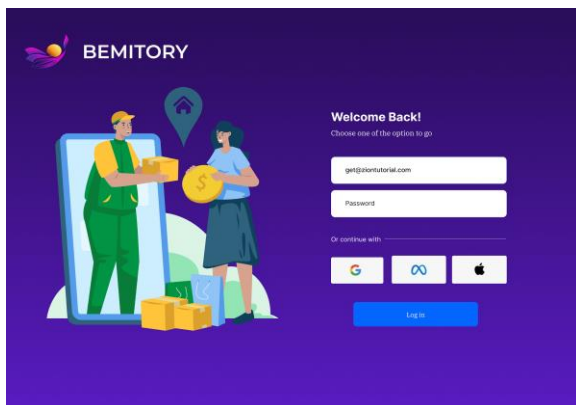 BEMITORY
Welcome Back!
Choose one of the option to go
get@ziontutorial.com
Password
Or continue with
Log in